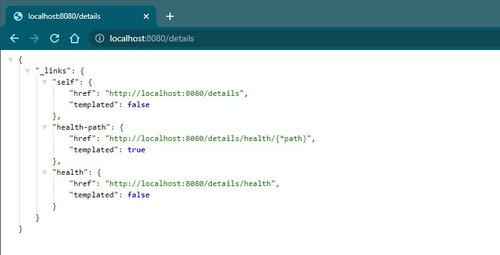 localhost:8080/details
localhost:8080/details
{
"_links": {
"self": {
"href": "http://localhost:8080/details",
"templated": false
},
"health-path": {
"href": "http://localhost:8080/details/health/{*path}",
"templated": true
},
"health": {
"href": "http://localhost:8080/details/health",
"templated": false
}
}
}